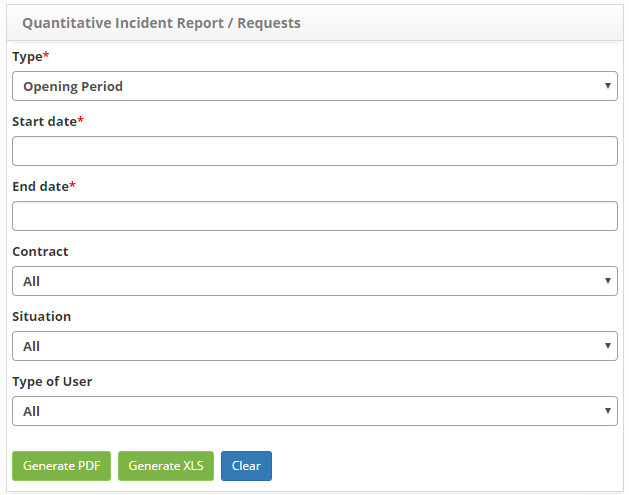 Quantitative Incident Report / Requests
Type*
Opening Period
Start date*
End date*
Contract
All
Situation
All
Type of User
All
Generate PDF Generate XLS Clear